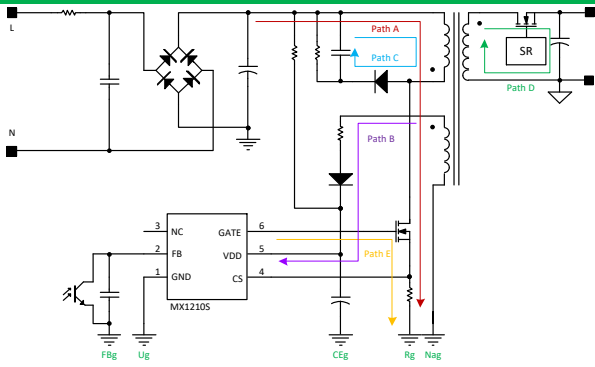 L
Path A
Path C
SR
Path D
N
Path B
3 NC
GATE 6
2 FB
VDD 5
Path E
1 GND
CS 4
MX1210S
FBg
Ug
CEg
Rg
Nag